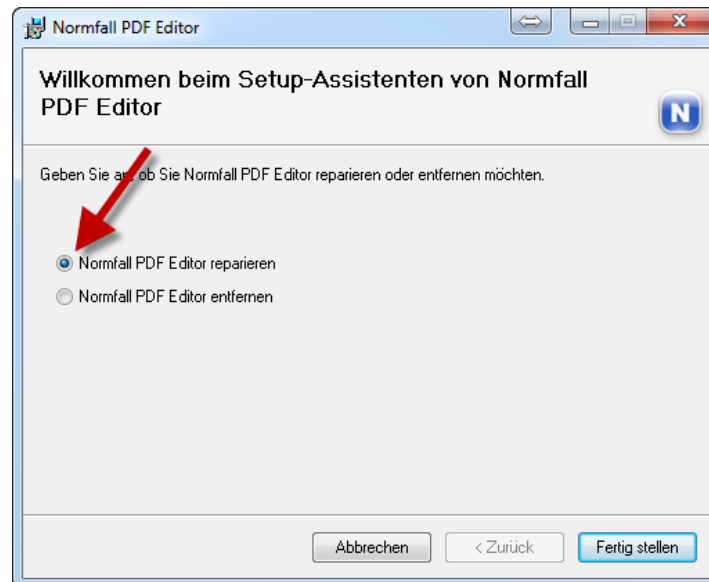 Normfall PDF Editor
Willkommen beim Setup-Assistenten von Normfall
PDF Editor
N
Geben Sie an, ob Sie Normfall PDF Editor reparieren oder entfernen möchten.
Normfall PDF Editor reparieren
Normfall PDF Editor entfernen
Abbrechen
< Zurück
Fertig stellen